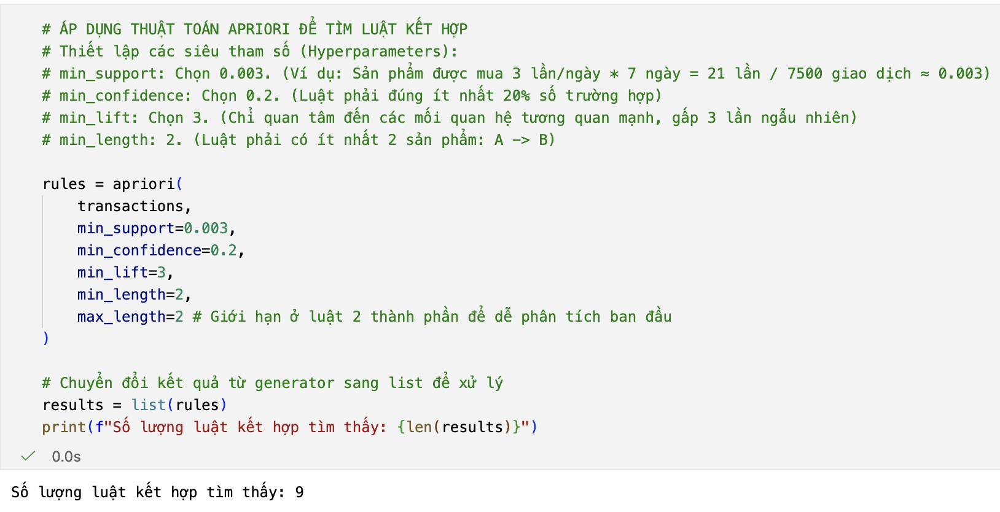 # ÁP DỤNG THUẬT TOÁN APRIORI ĐỂ TÌM LUẬT KẾT HỢP
# Thiết lập các siêu tham số (Hyperparameters):
# min_support: Chọn 0.003. (Ví dụ: Sản phẩm được mua 3 lần/ngày * 7 ngày = 21 lần / 7500 giao dịch ≈ 0.003)
# min_confidence: Chọn 0.2. (Luật phải đúng ít nhất 20% số trường hợp)
# min_lift: Chọn 3. (Chỉ quan tâm đến các mối quan hệ tương quan mạnh, gấp 3 lần ngẫu nhiên)
# min_length: 2. (Luật phải có ít nhất 2 sản phẩm: A -> B)
rules = apriori(
    transactions,
    min_support=0.003,
    min_confidence=0.2,
    min_lift=3,
    min_length=2,
    max_length=2 # Giới hạn ở luật 2 thành phần để dễ phân tích ban đầu
)
# Chuyển đổi kết quả từ generator sang list để xử lý
results = list(rules)
print(f"Số lượng luật kết hợp tìm thấy: {len(results)}")
0.0s
Số lượng luật kết hợp tìm thấy: 9